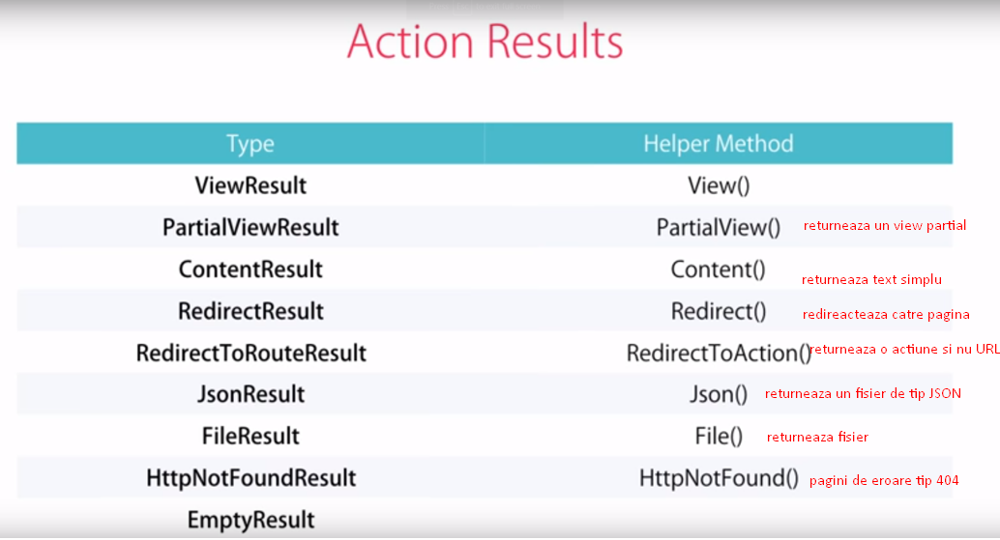 Action Results
Type Helper Method
ViewResult View()
PartialViewResult PartialView() returneaza un view partial
ContentResult Content() returneaza text simplu
RedirectResult Redirect() redireacteaza catre pagina
RedirectToRouteResult RedirectToAction() returneaza o actiune si nu URL
JsonResult Json() returneaza un fisier de tip JSON
FileResult File() returneaza fisier
HttpNotFoundResult HttpNotFound() pagini de eroare tip 404
EmptyResult